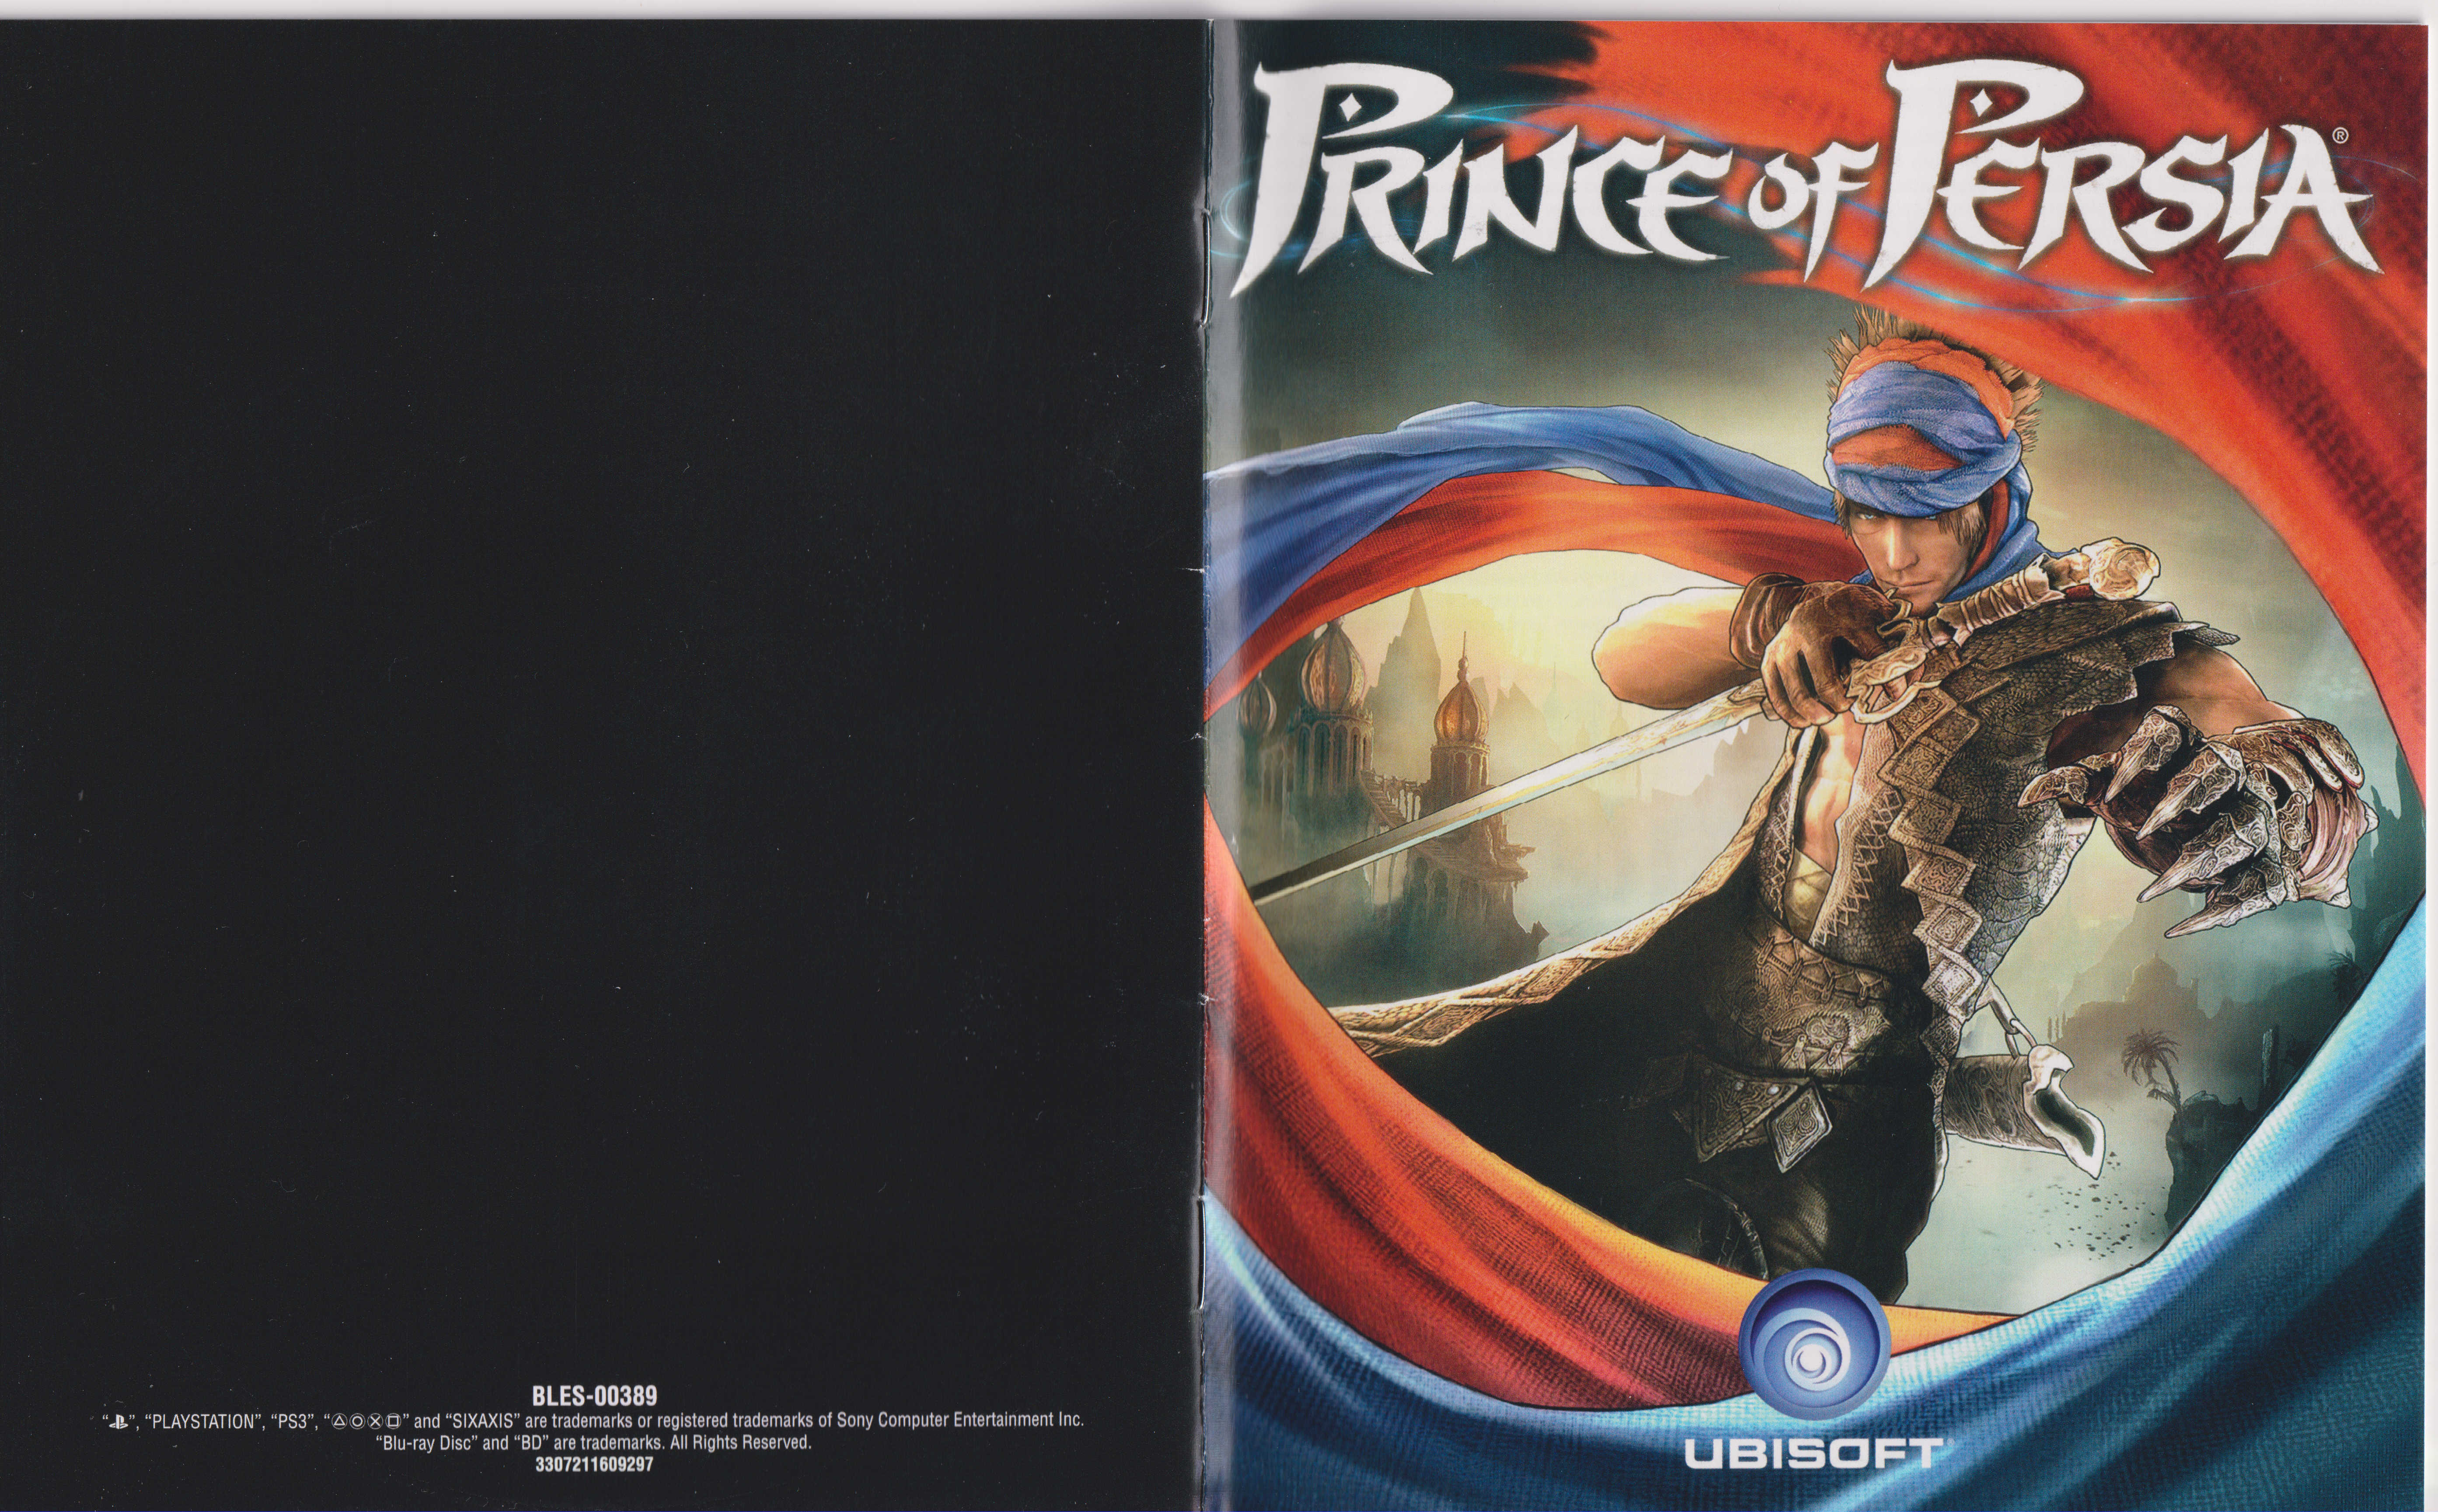 BLES-00389
“”, “PLAYSTATION”, “PS3”, “△○✕□” and “SIXAXIS” are trademarks or registered trademarks of Sony Computer Entertainment Inc.
“Blu-ray Disc” and “BD” are trademarks. All Rights Reserved.
3307211609297
PRINCE OF PERSIA®
UBISOFT